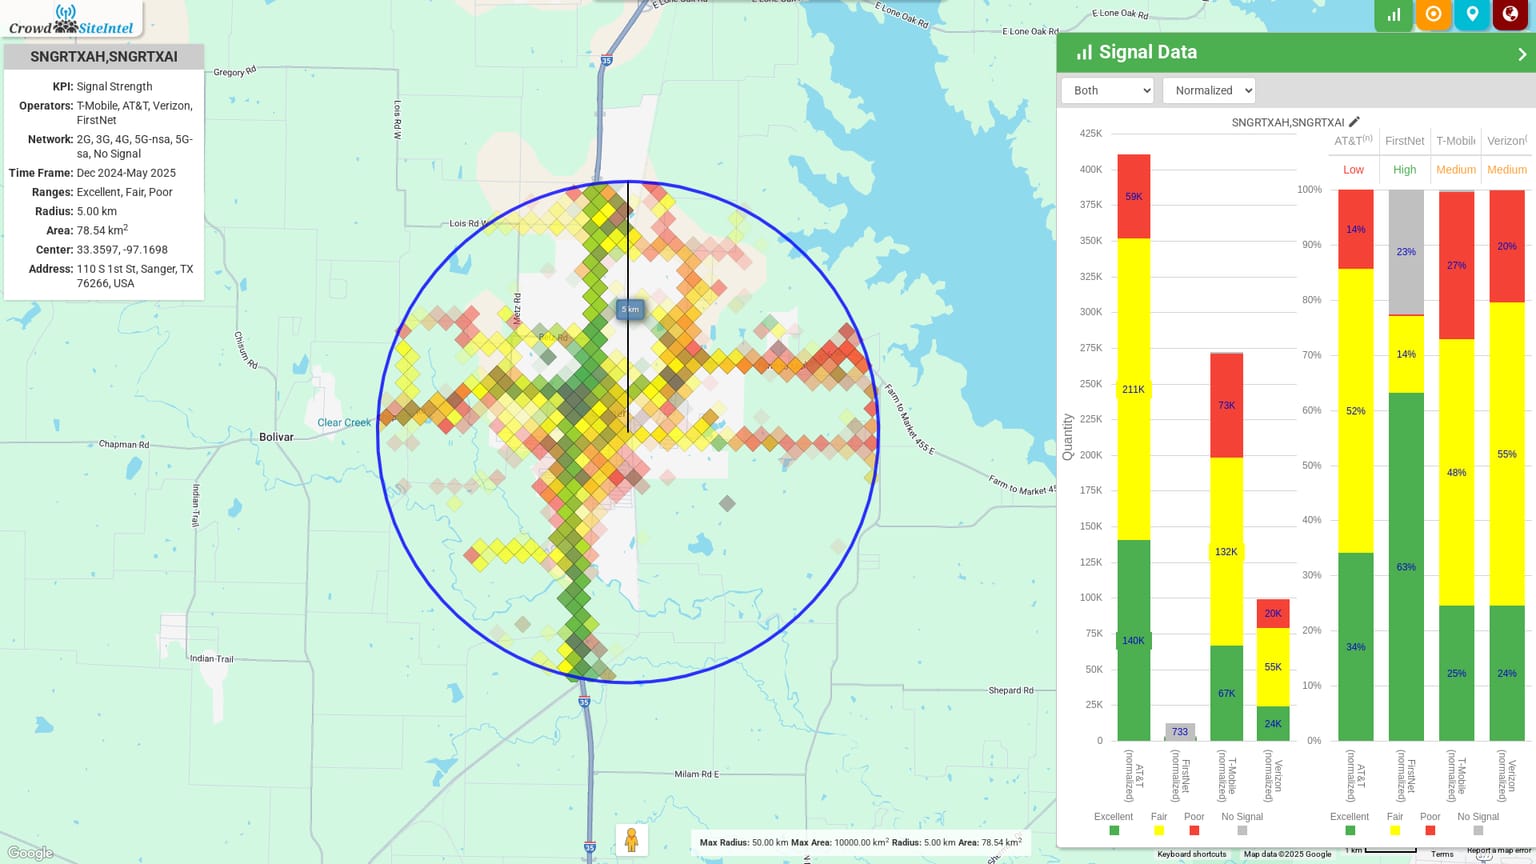 Crowd SiteIntel
SNGRTXAH,SNGRTXAI
KPI: Signal Strength
Operators: T-Mobile, AT&T, Verizon,
FirstNet
Network: 2G, 3G, 4G, 5G-nsa, 5G-
sa, No Signal
Time Frame: Dec 2024-May 2025
Ranges: Excellent, Fair, Poor
Radius: 5.00 km
Area: 78.54 km2
Center: 33.3597, -97.1698
Address: 110 S 1st St, Sanger, TX
76266, USA
E Lone Oak Rd
E Lone Oak Rd
E Lone Oak Rd
E Lone Oak Rd
35
Gregory Rd
Lois Rd W
Lois Rd W
Metz Rd
Belz Rd
5 km
Chisum Rd
Clear Creek
Bolivar
Chapman Rd
Indian Trail
Indian Trail
Farm to Market 455 E
Farm to Market 45
Shepard Rd
35
Milam Rd E
35
Google
Max Radius: 50.00 km Max Area: 10000.00 km2 Radius: 5.00 km Area: 78.54 km2
Keyboard shortcuts
Map data ©2025 Google
1 km
Terms
Report a map error
Signal Data
Both
Normalized
SNGRTXAH,SNGRTXAI
425K
400K
375K
350K
325K
300K
275K
250K
225K
200K
175K
150K
125K
100K
75K
50K
25K
0
Quantity
59K
211K
140K
733
73K
132K
67K
20K
55K
24K
AT&T
(normalized)
FirstNet
(normalized)
T-Mobile
(normalized)
Verizon
(normalized)
Excellent
Fair
Poor
No Signal
AT&T(n)
FirstNet
T-Mobile
Verizon(
Low
High
Medium
Medium
100%
90%
80%
70%
60%
50%
40%
30%
20%
10%
0%
14%
52%
34%
23%
14%
63%
27%
48%
25%
20%
55%
24%
AT&T
(normalized)
FirstNet
(normalized)
T-Mobile
(normalized)
Verizon
(normalized)
Excellent
Fair
Poor
No Signal